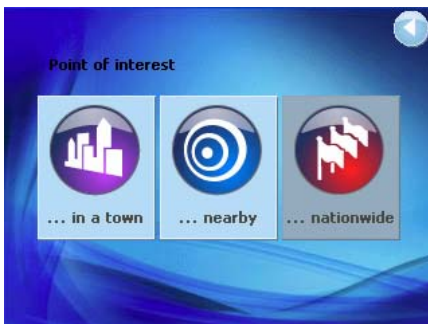 Point of interest
... in a town
... nearby
... nationwide